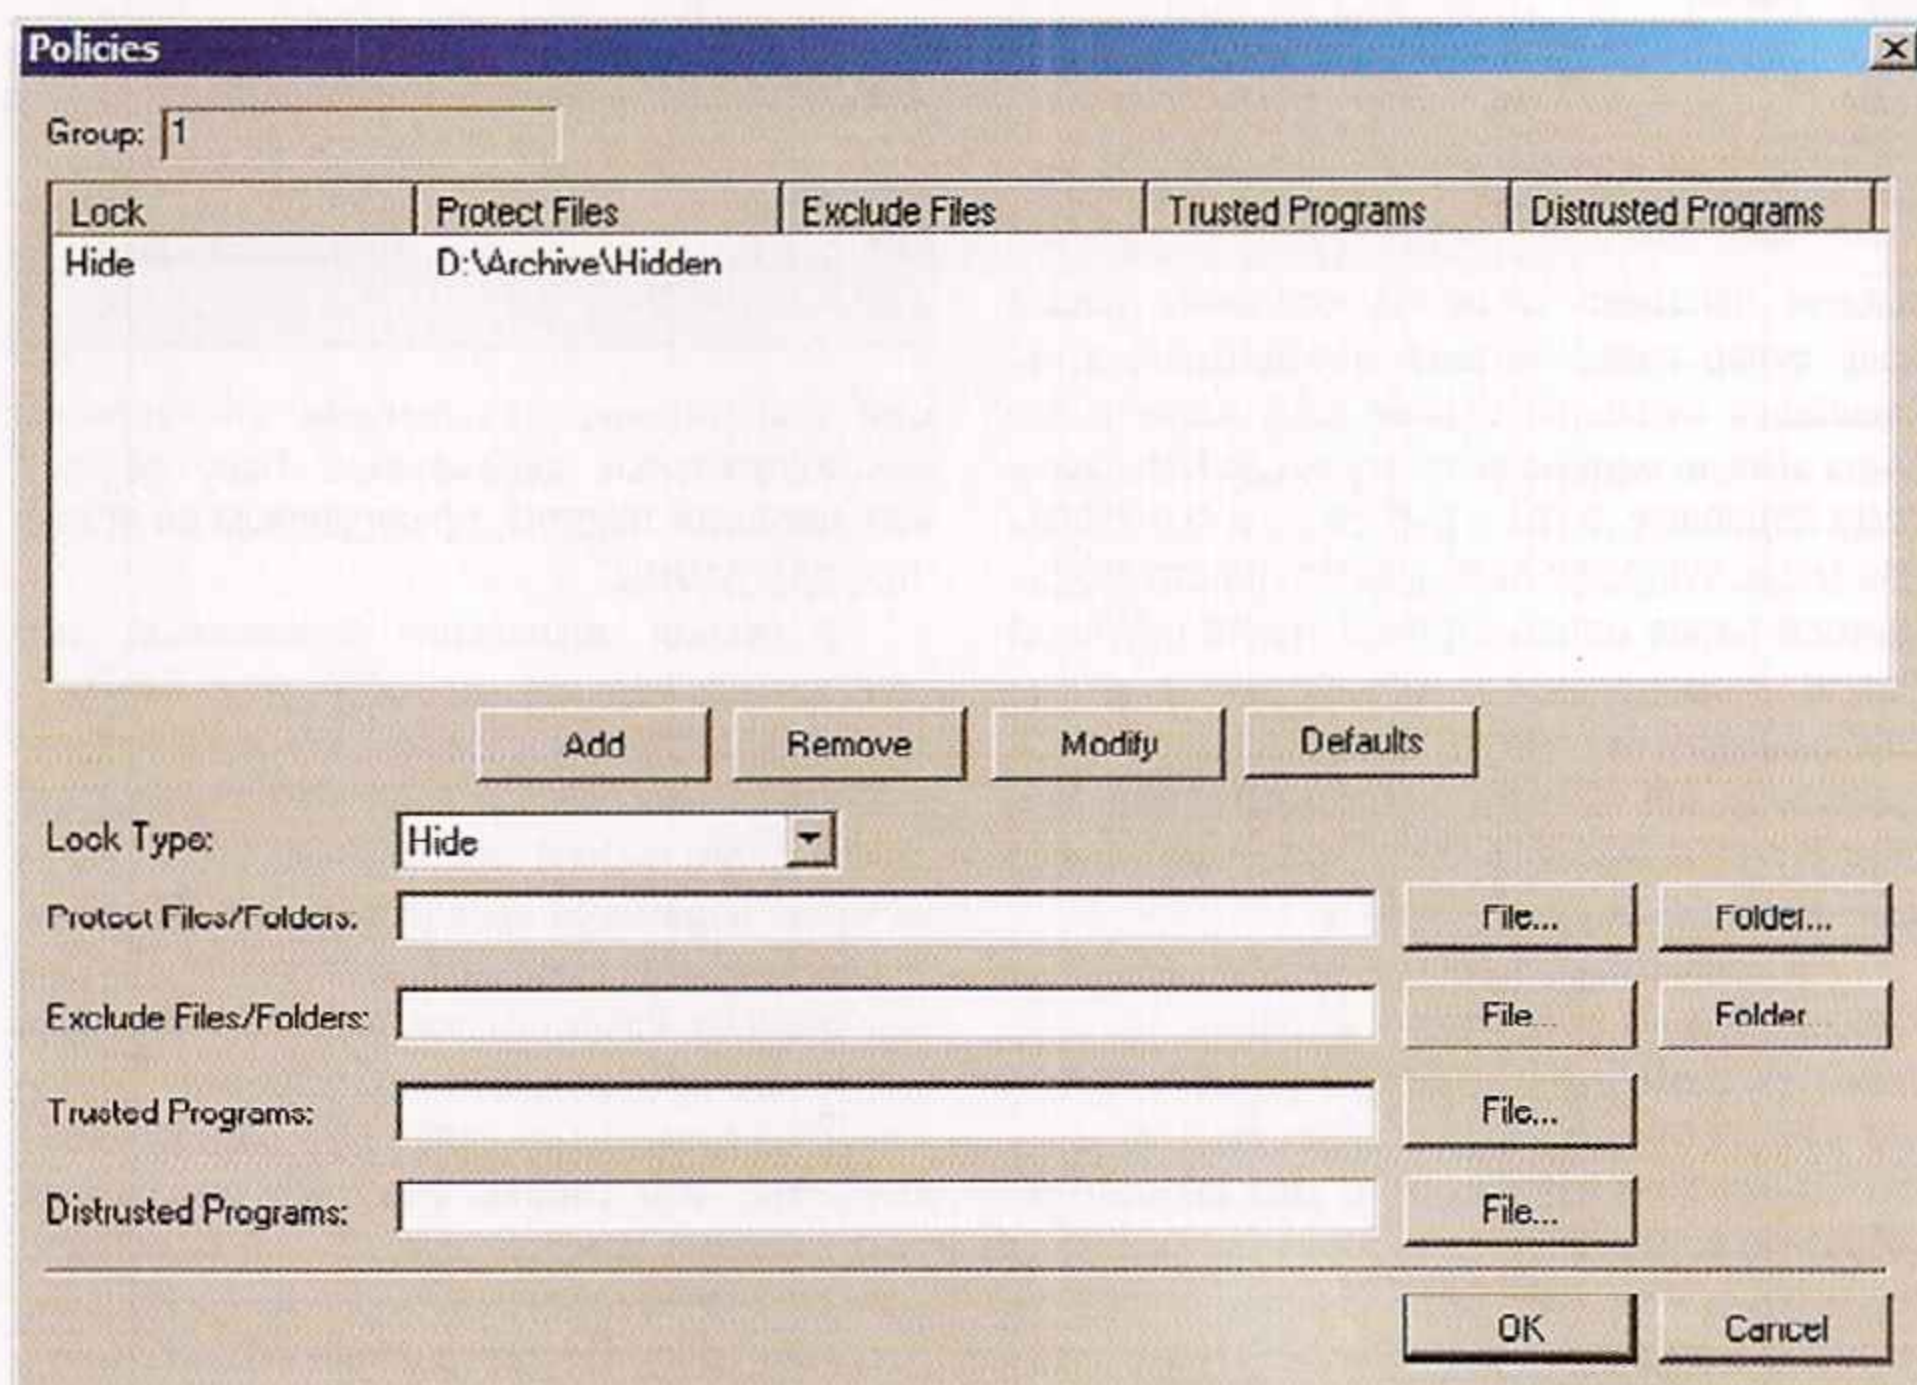 Policies
Group: 1
Lock Protect Files Exclude Files Trusted Programs Distrusted Programs
Hide D:\Archive\Hidden
Add Remove Modify Defaults
Lock Type: Hide
Protect Files/Folders: File... Folder...
Exclude Files/Folders: File... Folder...
Trusted Programs: File...
Distrusted Programs: File...
OK Cancel